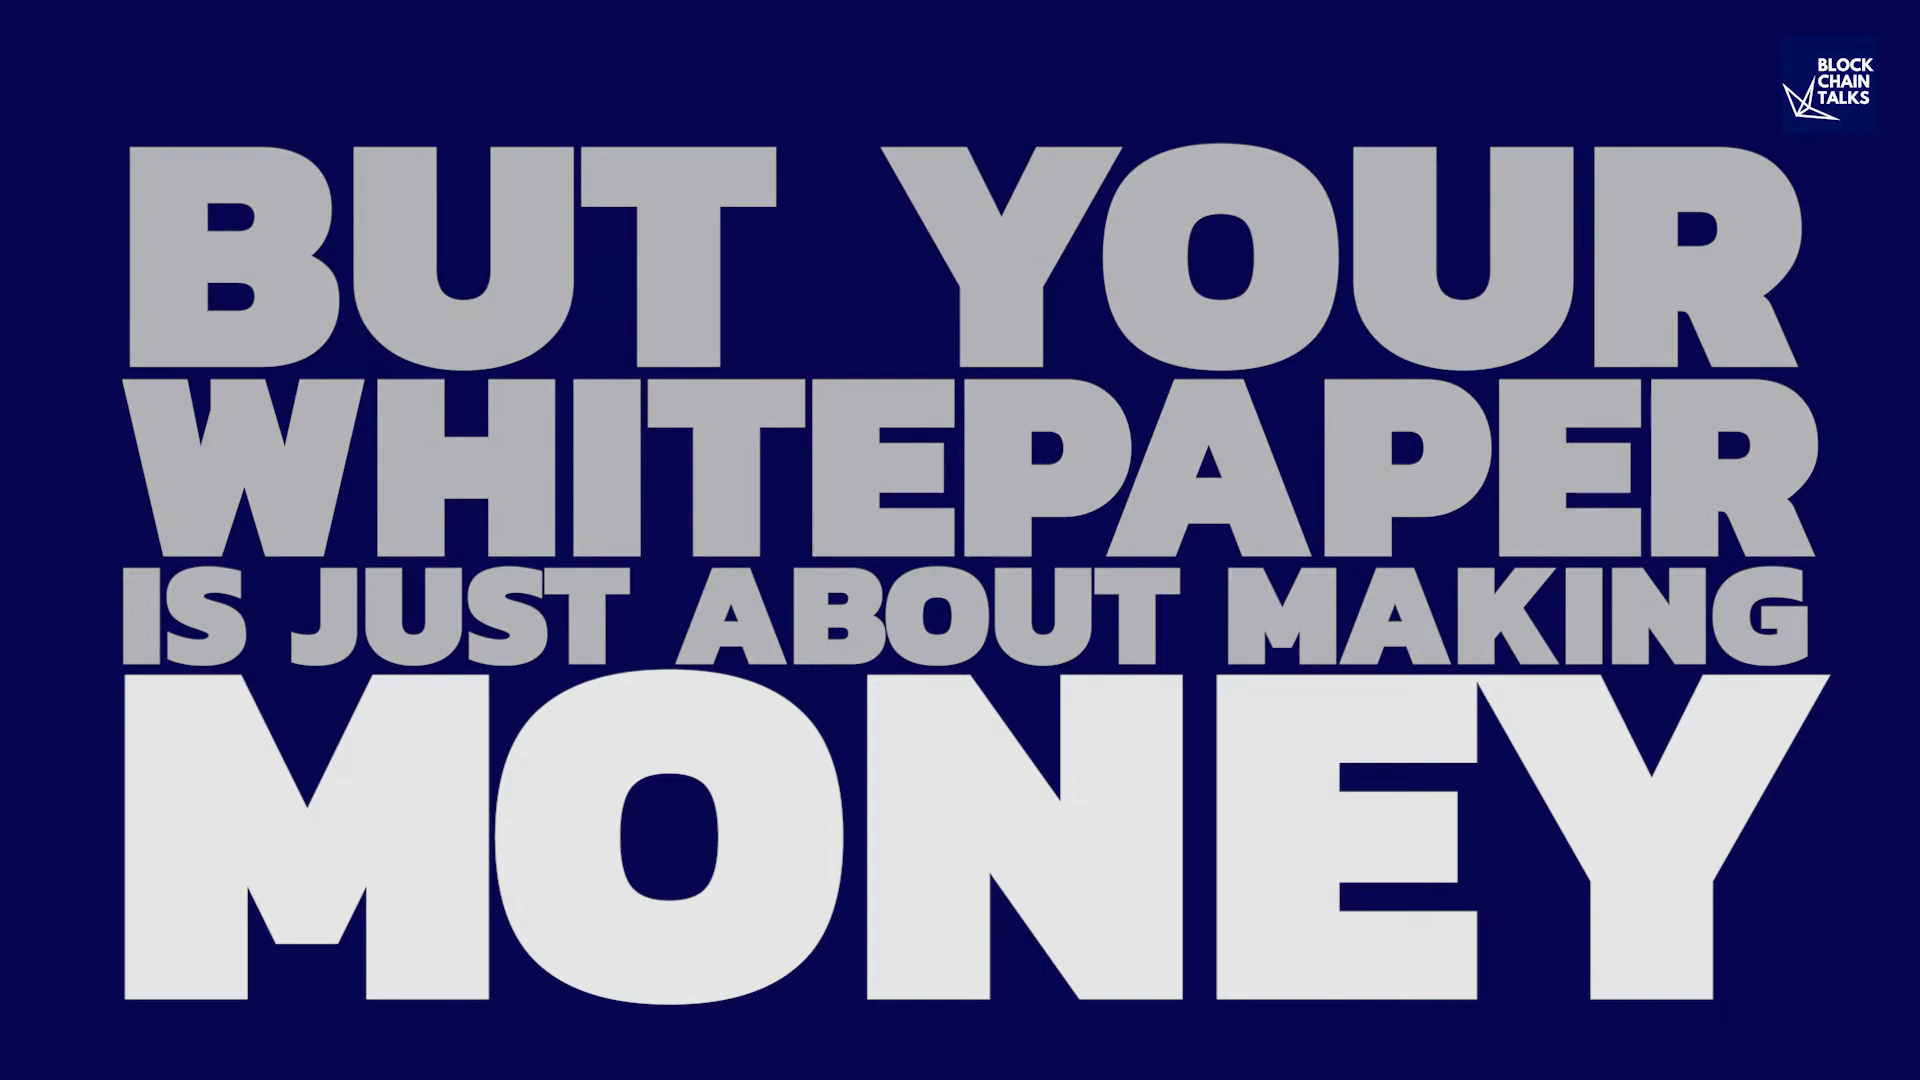 BLOCK
CHAIN
TALKS
BUT YOUR
WHITEPAPER
IS JUST ABOUT MAKING
MONEY